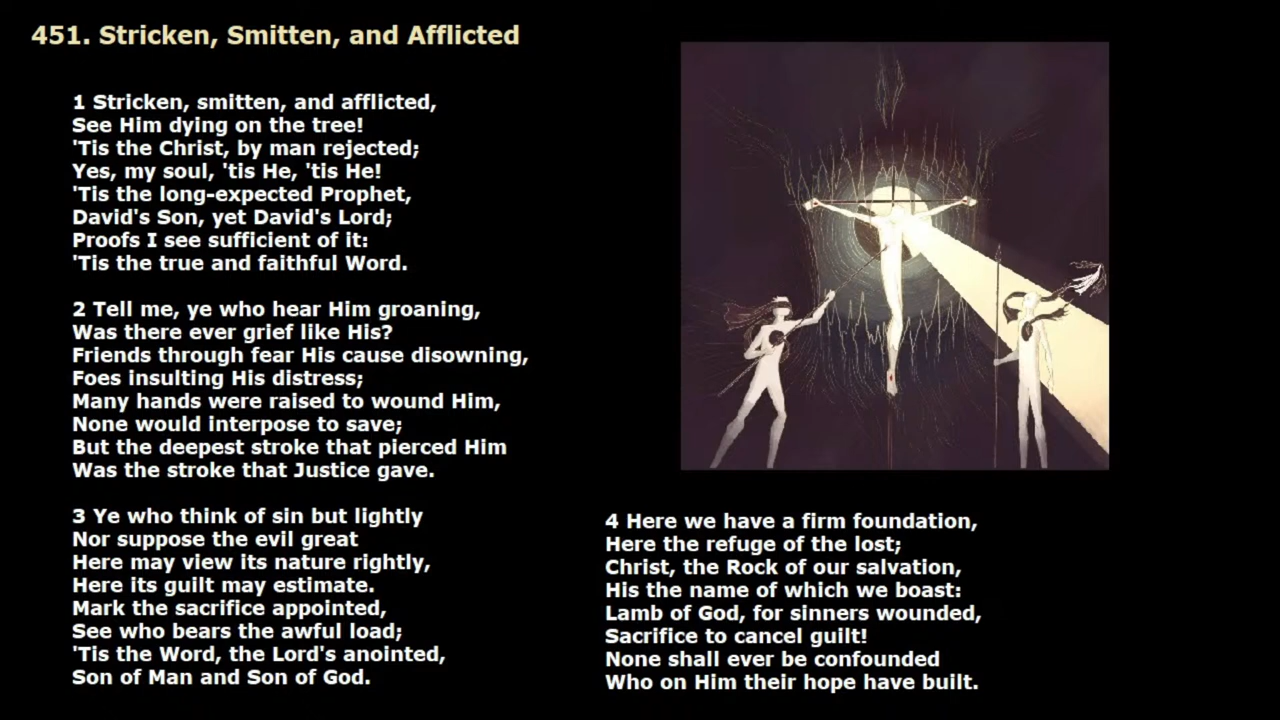 451. Stricken, Smitten, and Afflicted
1 Stricken, smitten, and afflicted,
See Him dying on the tree!
'Tis the Christ, by man rejected;
Yes, my soul, 'tis He, 'tis He!
'Tis the long-expected Prophet,
David's Son, yet David's Lord;
Proofs I see sufficient of it:
'Tis the true and faithful Word.
2 Tell me, ye who hear Him groaning,
Was there ever grief like His?
Friends through fear His cause disowning,
Foes insulting His distress;
Many hands were raised to wound Him,
None would interpose to save;
But the deepest stroke that pierced Him
Was the stroke that Justice gave.
3 Ye who think of sin but lightly
Nor suppose the evil great
Here may view its nature rightly,
Here its guilt may estimate.
Mark the sacrifice appointed,
See who bears the awful load;
'Tis the Word, the Lord's anointed,
Son of Man and Son of God.
4 Here we have a firm foundation,
Here the refuge of the lost;
Christ, the Rock of our salvation,
His the name of which we boast:
Lamb of God, for sinners wounded,
Sacrifice to cancel guilt!
None shall ever be confounded
Who on Him their hope have built.